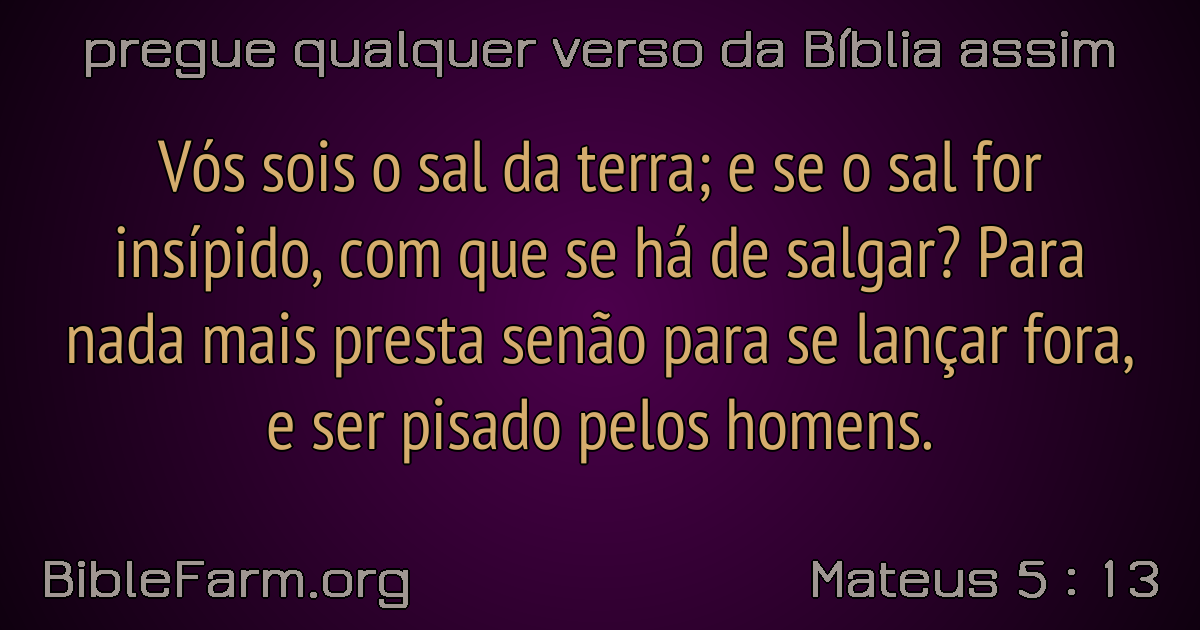 pregue qualquer verso da Bíblia assim
Vós sois o sal da terra; e se o sal for
insípido, com que se há de salgar? Para
nada mais presta senão para se lançar fora,
e ser pisado pelos homens.
BibleFarm.org
Mateus 5 : 13